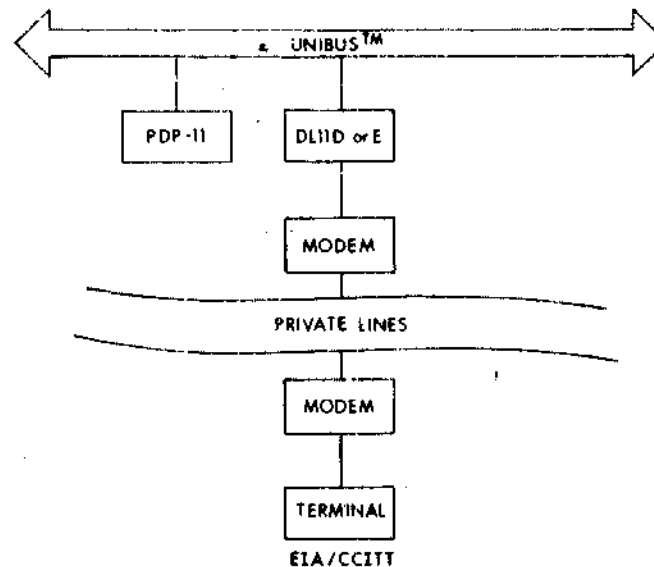 UNIBUS™
PDP-11
DL11D or E
MODEM
PRIVATE LINES
MODEM
TERMINAL
EIA/CCITT